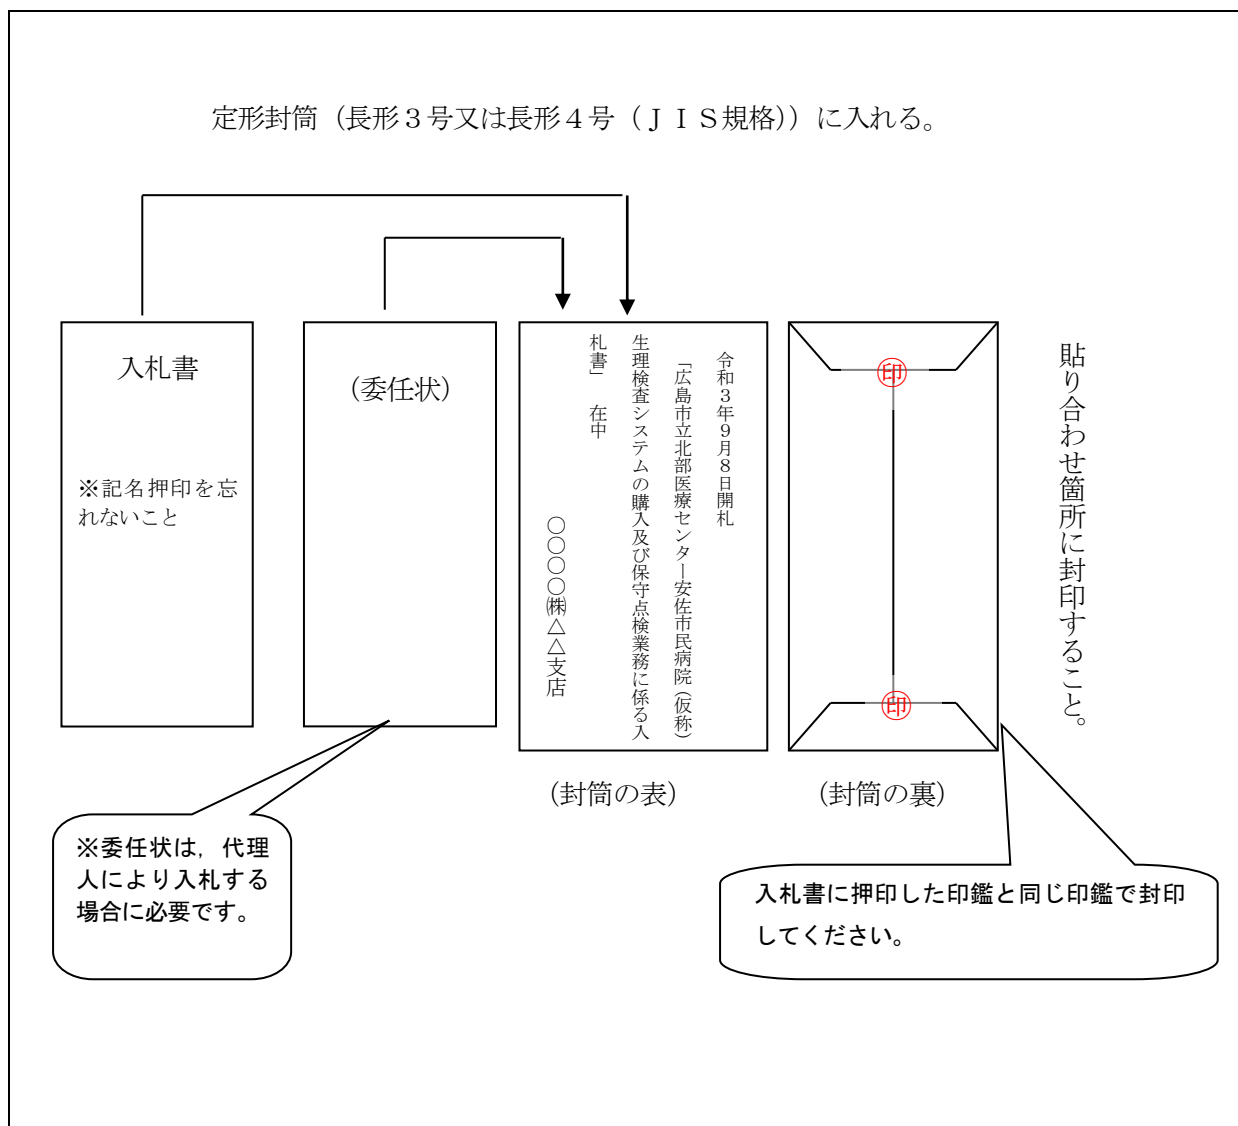 定形封筒（長形３号又は長形４号（ＪＩＳ規格））に入れる。
入札書
※記名押印を忘
れないこと
（委任状）
令和３年９月８日開札
「広島市立北部医療センター安佐市民病院（仮称）
生理検査システムの購入及び保守点検業務に係る入
札書」　在中
〇〇〇〇㈱△△支店
印
印
貼り合わせ箇所に封印すること。
（封筒の表）
（封筒の裏）
※委任状は，代理
人により入札する
場合に必要です。
入札書に押印した印鑑と同じ印鑑で封印
してください。